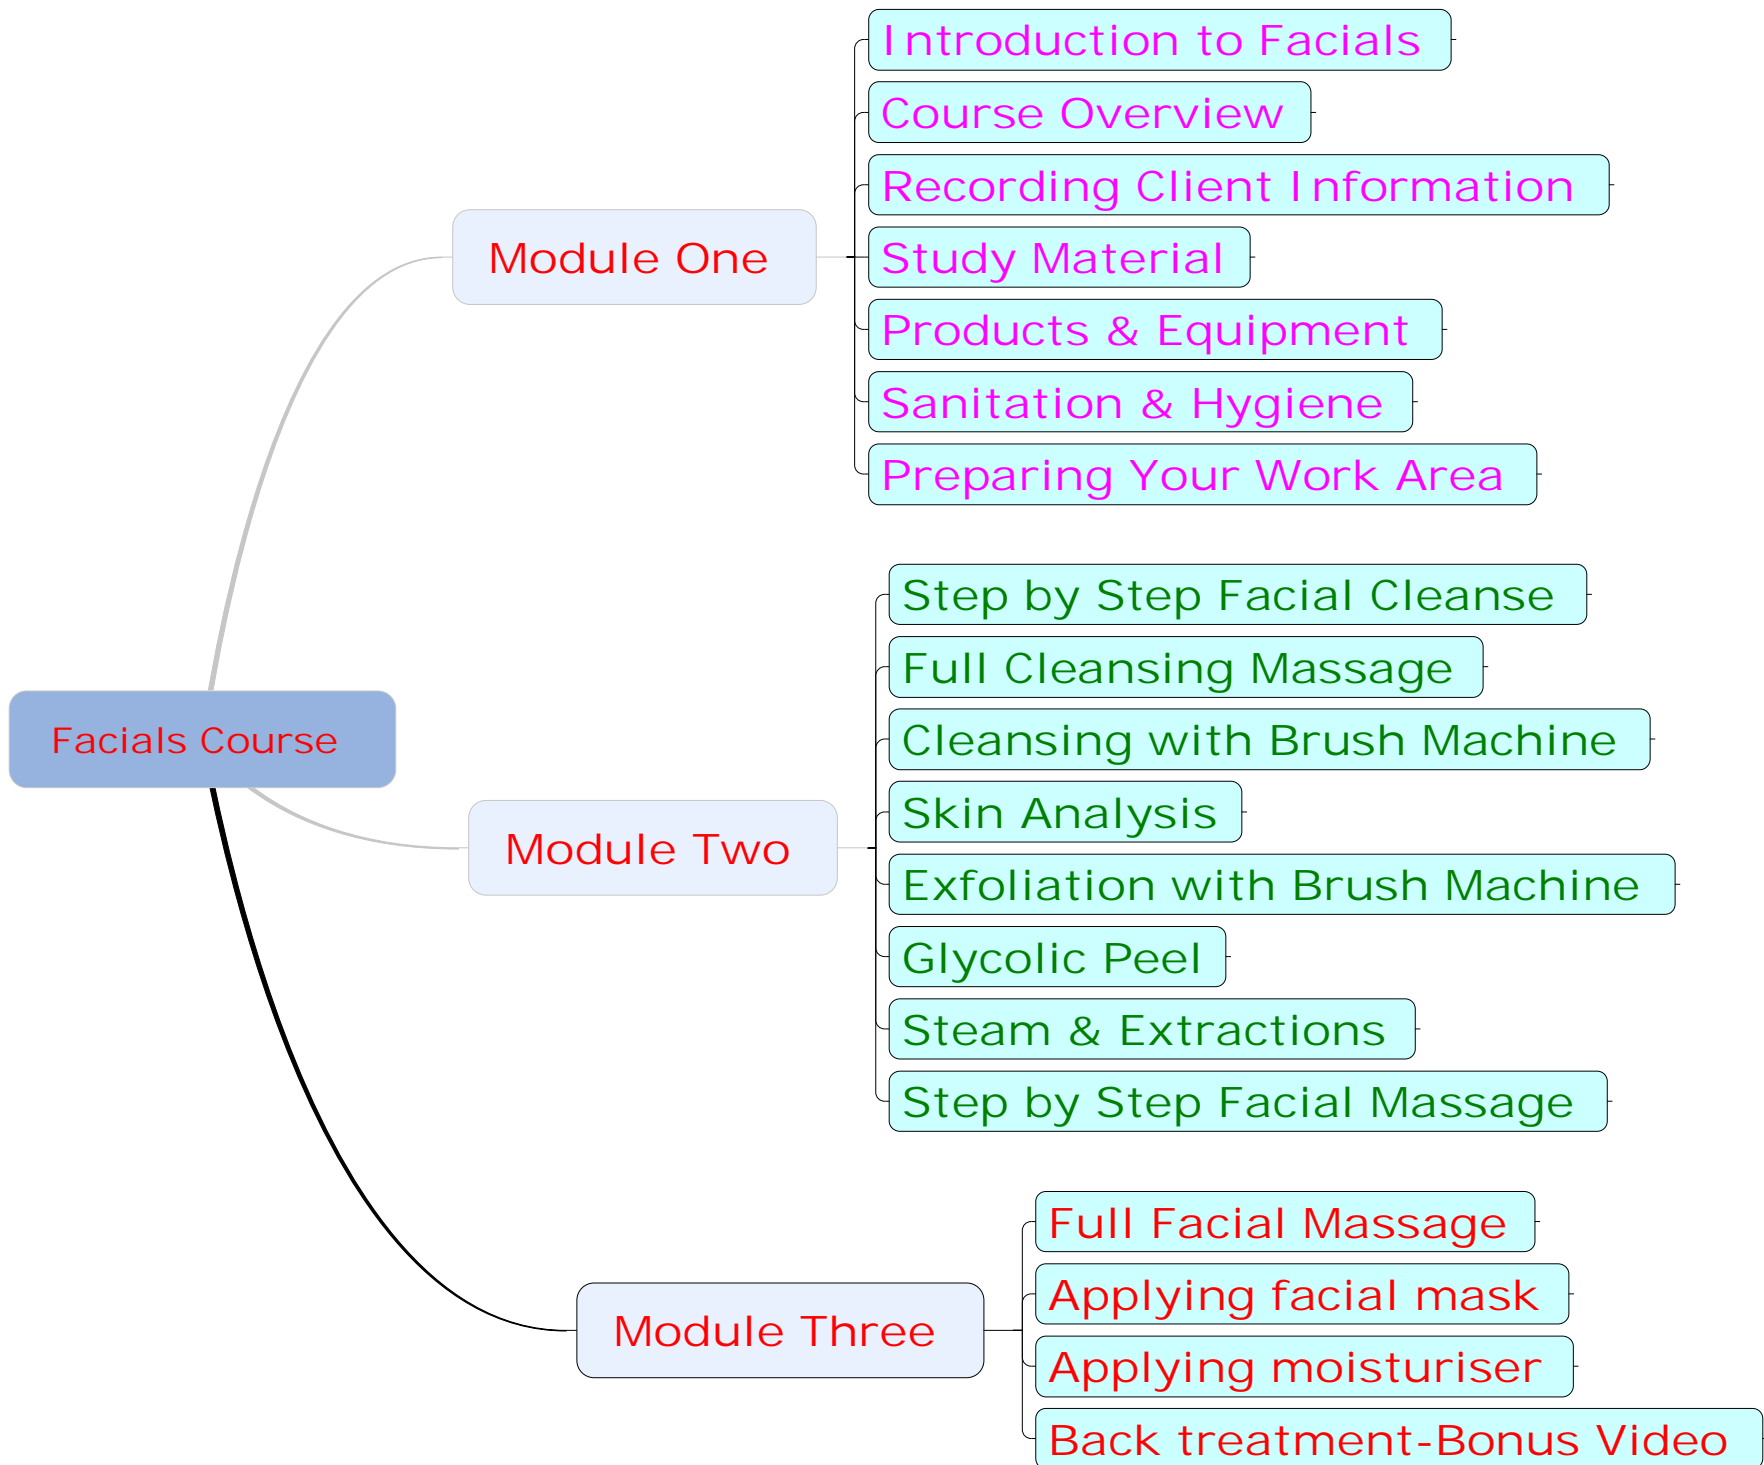 Facials Course
Module One
Introduction to Facials
Course Overview
Recording Client Information
Study Material
Products & Equipment
Sanitation & Hygiene
Preparing Your Work Area
Module Two
Step by Step Facial Cleanse
Full Cleansing Massage
Cleansing with Brush Machine
Skin Analysis
Exfoliation with Brush Machine
Glycolic Peel
Steam & Extractions
Step by Step Facial Massage
Module Three
Full Facial Massage
Applying facial mask
Applying moisturiser
Back treatment-Bonus Video